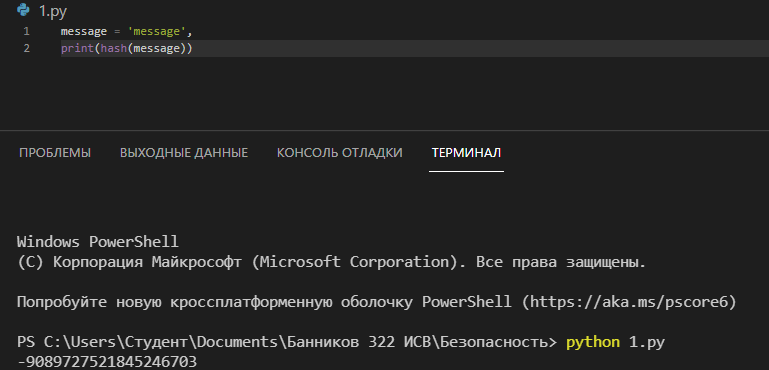 1.py
1 message = 'message',
2 print(hash(message))
ПРОБЛЕМЫ ВЫХОДНЫЕ ДАННЫЕ КОНСОЛЬ ОТЛАДКИ ТЕРМИНАЛ
Windows PowerShell
(C) Корпорация Майкрософт (Microsoft Corporation). Все права защищены.
Попробуйте новую кроссплатформенную оболочку PowerShell (https://aka.ms/pscore6)
PS C:\Users\Студент\Documents\Банников 322 ИСВ\Безопасность> python 1.py
-9089727521845246703